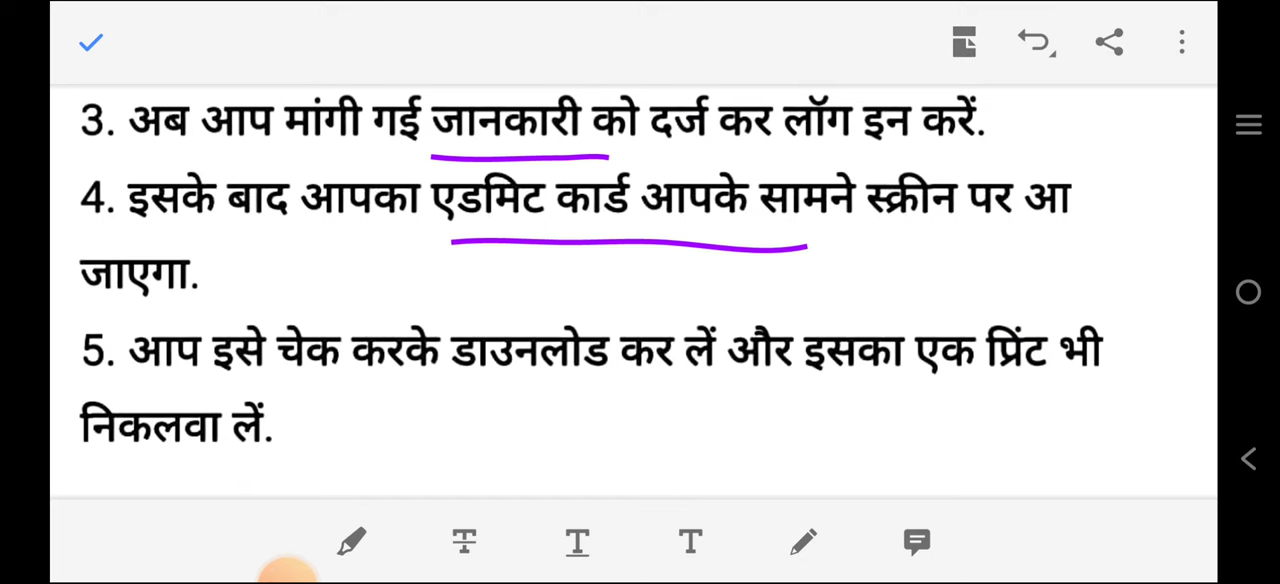 3. अब आप मांगी गई जानकारी को दर्ज कर लॉग इन करें.
4. इसके बाद आपका एडमिट कार्ड आपके सामने स्क्रीन पर आ
जाएगा.
5. आप इसे चेक करके डाउनलोड कर लें और इसका एक प्रिंट भी
निकलवा लें.